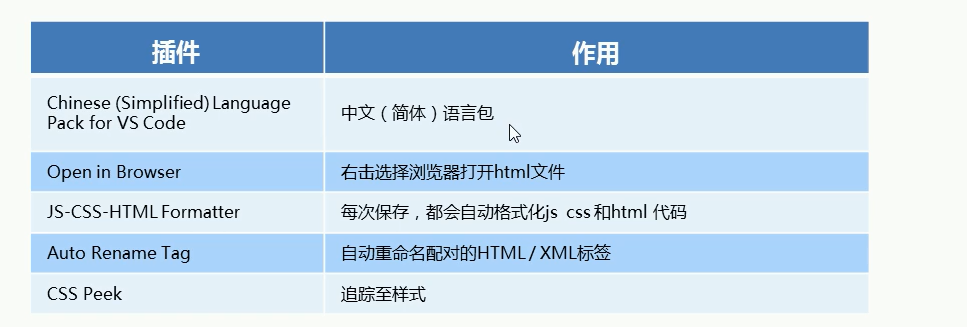 插件
作用
Chinese (Simplified) Language
Pack for VS Code
中文（简体）语言包
Open in Browser
右击选择浏览器打开html文件
JS-CSS-HTML Formatter
每次保存，都会自动格式化js css和html 代码
Auto Rename Tag
自动重命名配对的HTML / XML标签
CSS Peek
追踪至样式